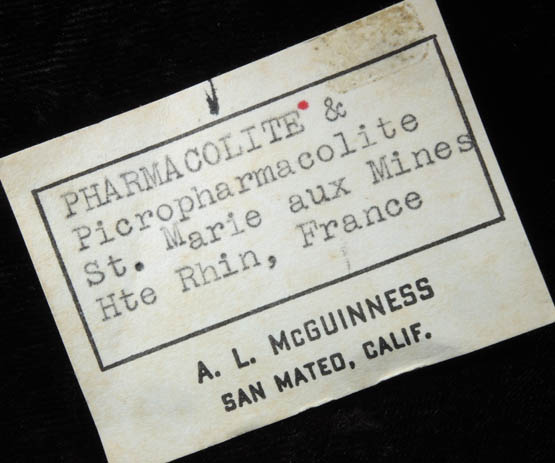 PHARMACOLITE &
Picropharmacolite
St. Marie aux Mines
Hte Rhin, France
A. L. McGUINNESS
SAN MATEO, CALIF.